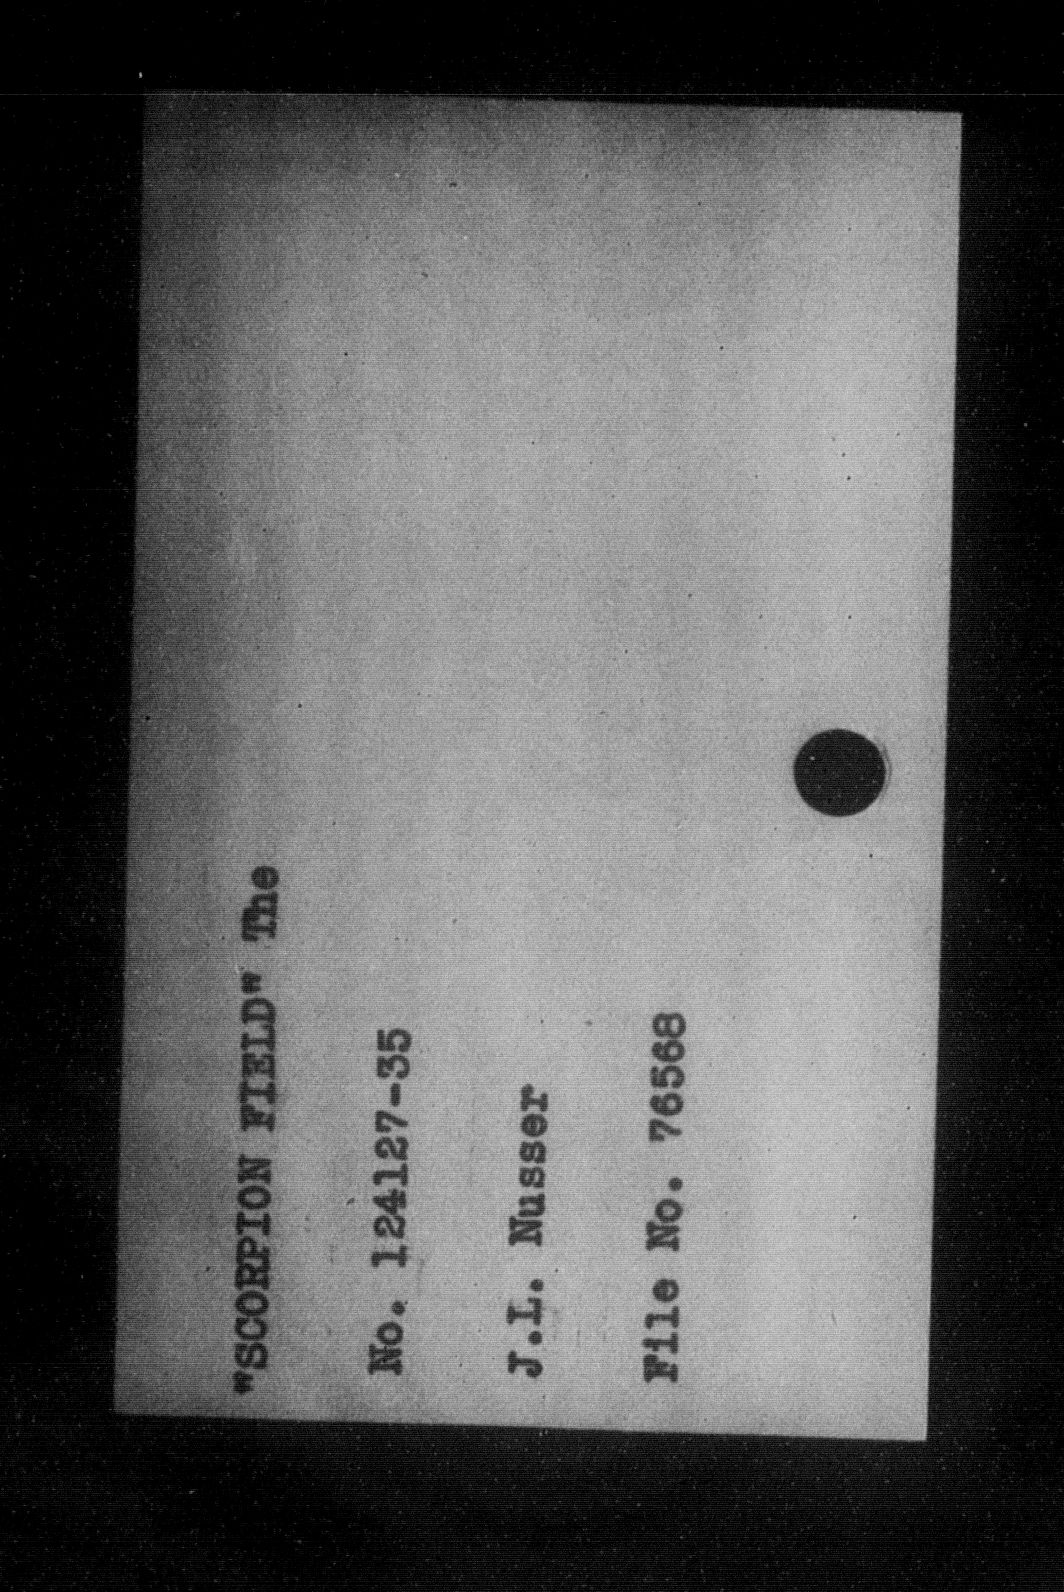 "SCORPION FIELD" The
No. 124127-35
J.L. Nusser
File No. 76568